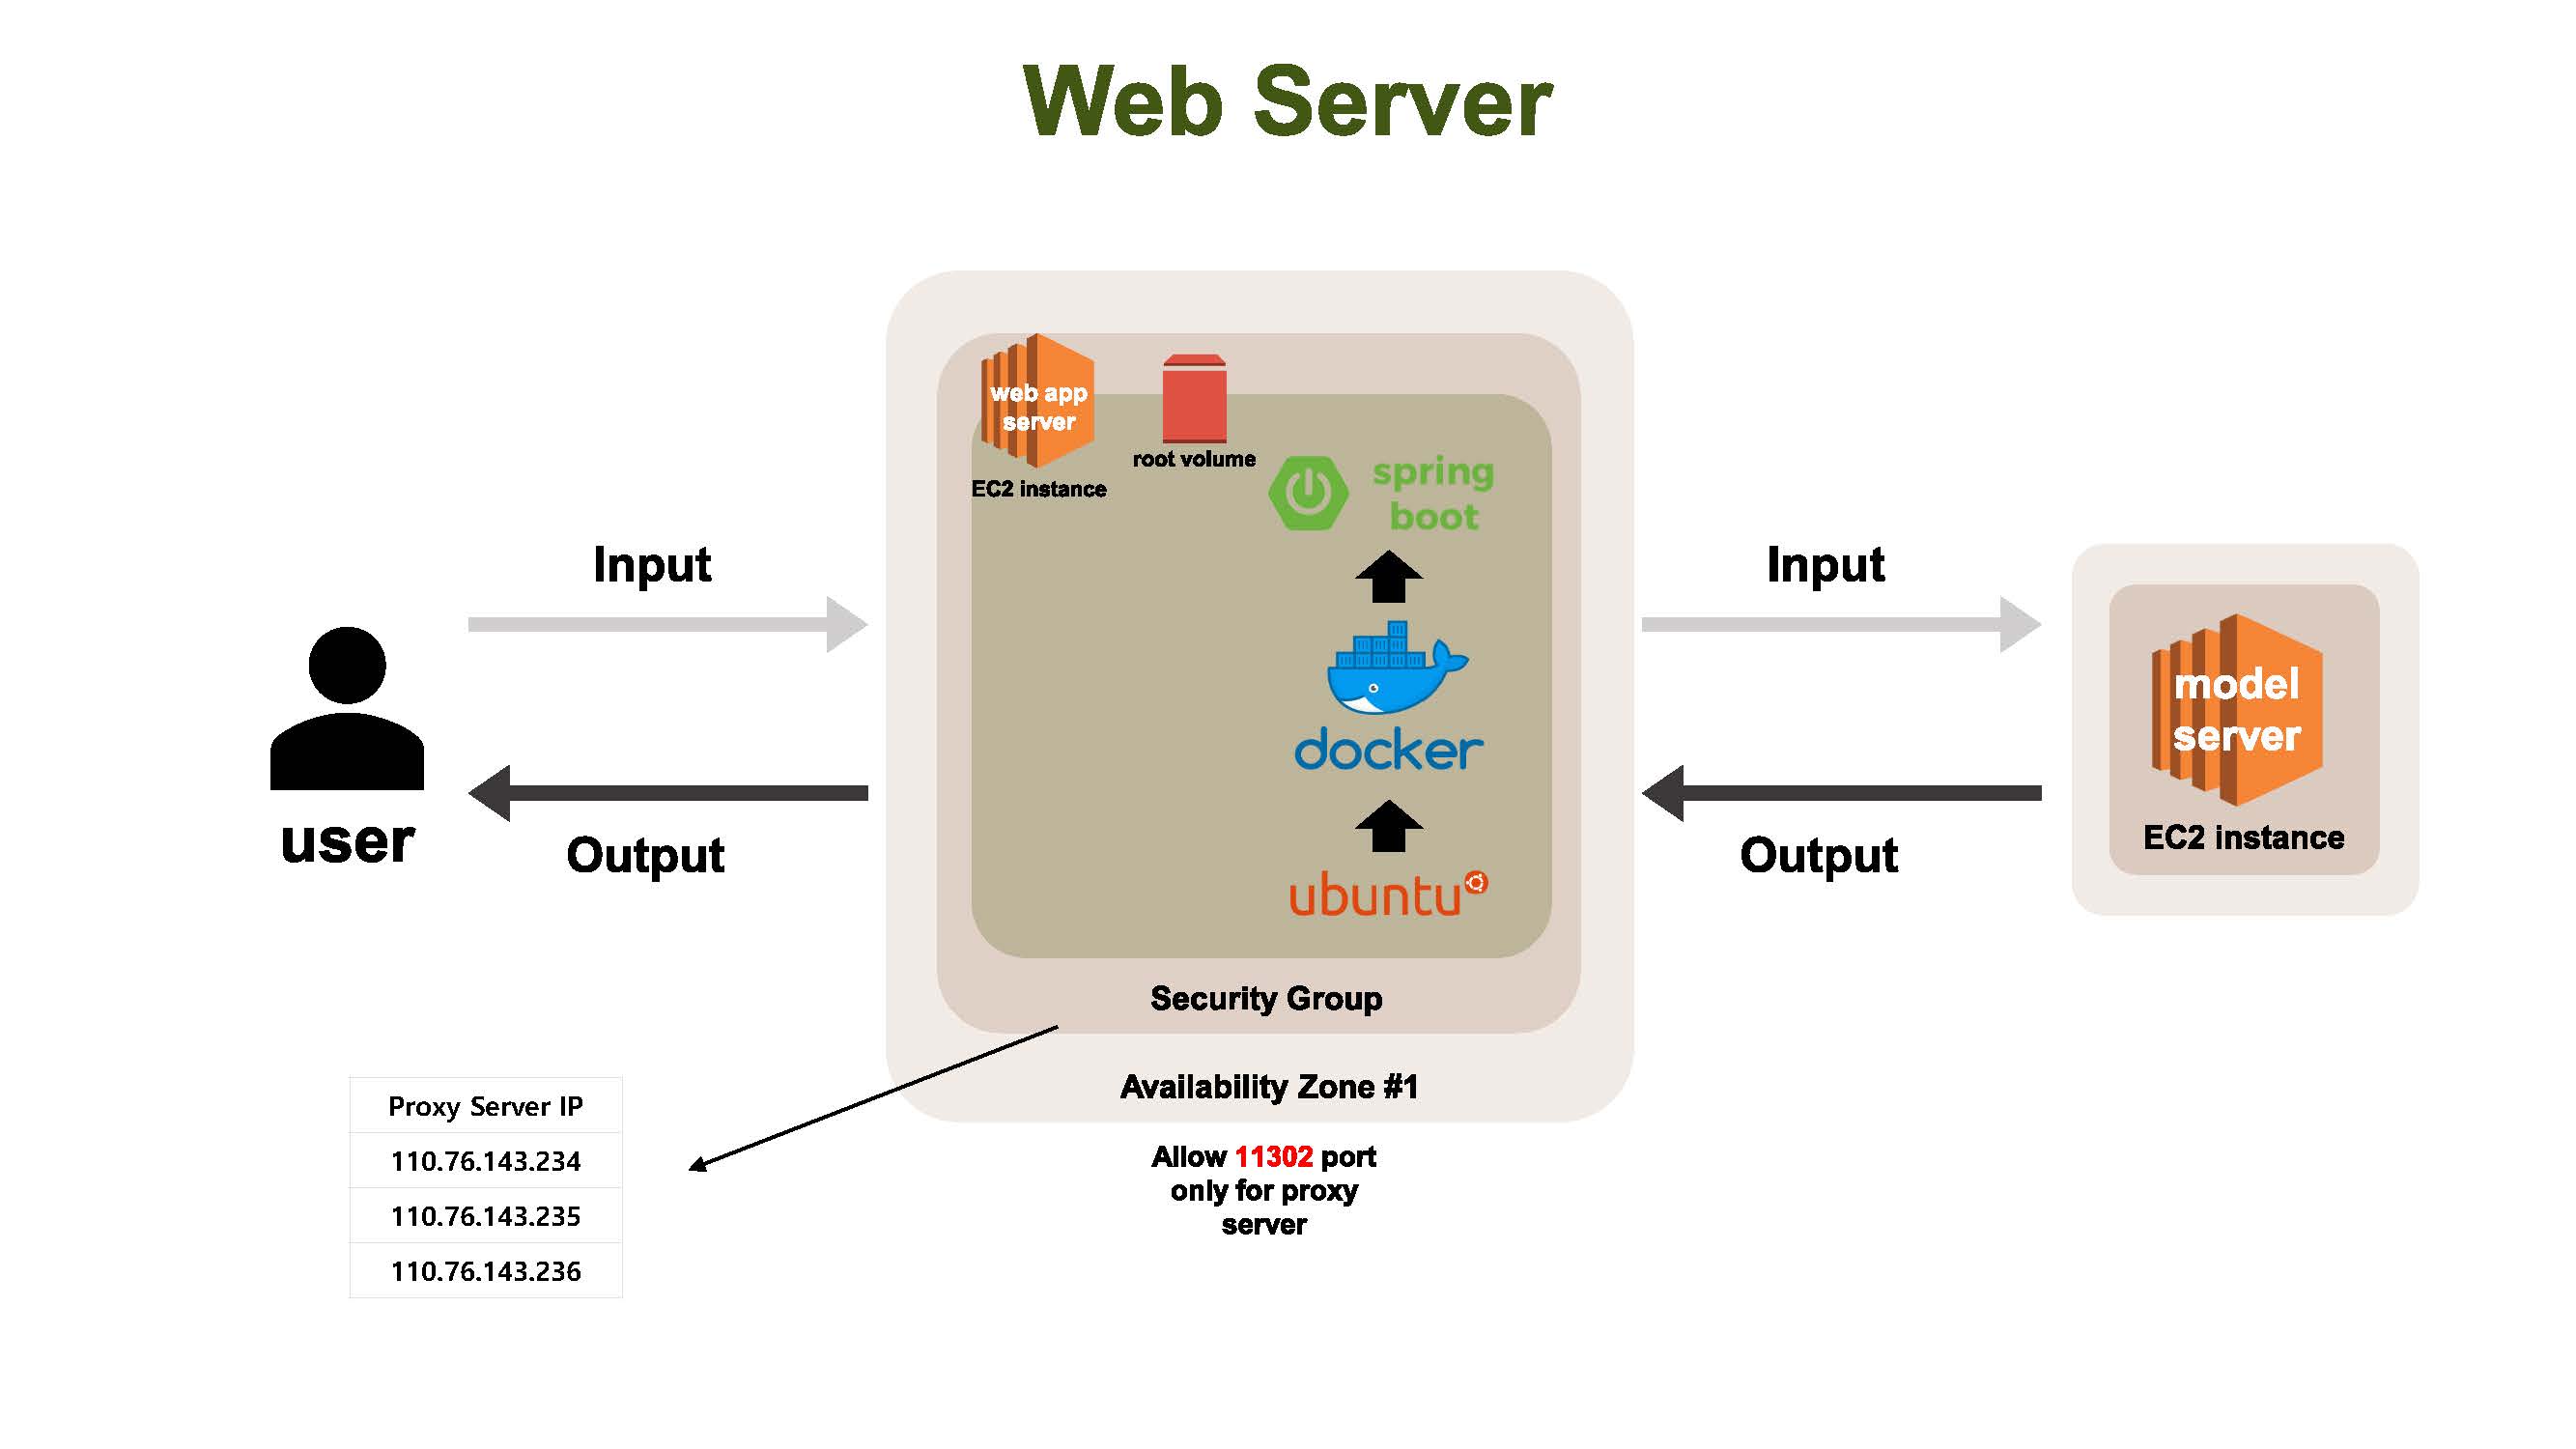 Web Server
web app
server
EC2 instance
root volume
spring
boot
docker
ubuntu
Security Group
Availability Zone #1
Allow 11302 port
only for proxy
server
Input
Output
user
Input
Output
model
server
EC2 instance
Proxy Server IP
110.76.143.234
110.76.143.235
110.76.143.236